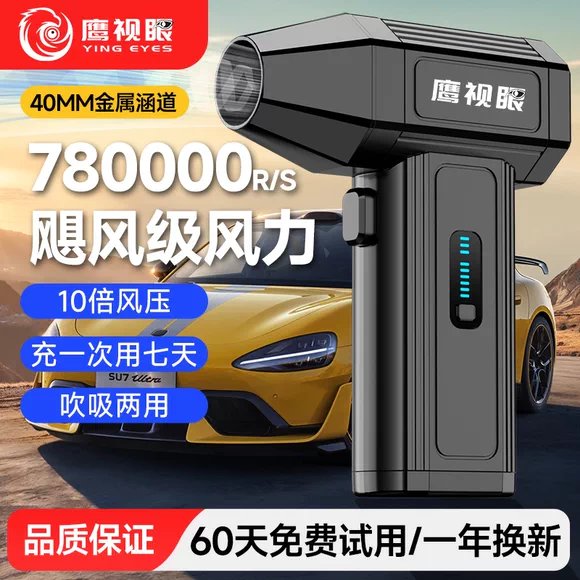 鹰视眼
YING EYES
40MM金属涵道
鹰视眼
780000R/S
飓风级风力
10倍风压
充一次用七天
吹吸两用
SU7 Ultra
品质保证
60天免费试用/一年换新